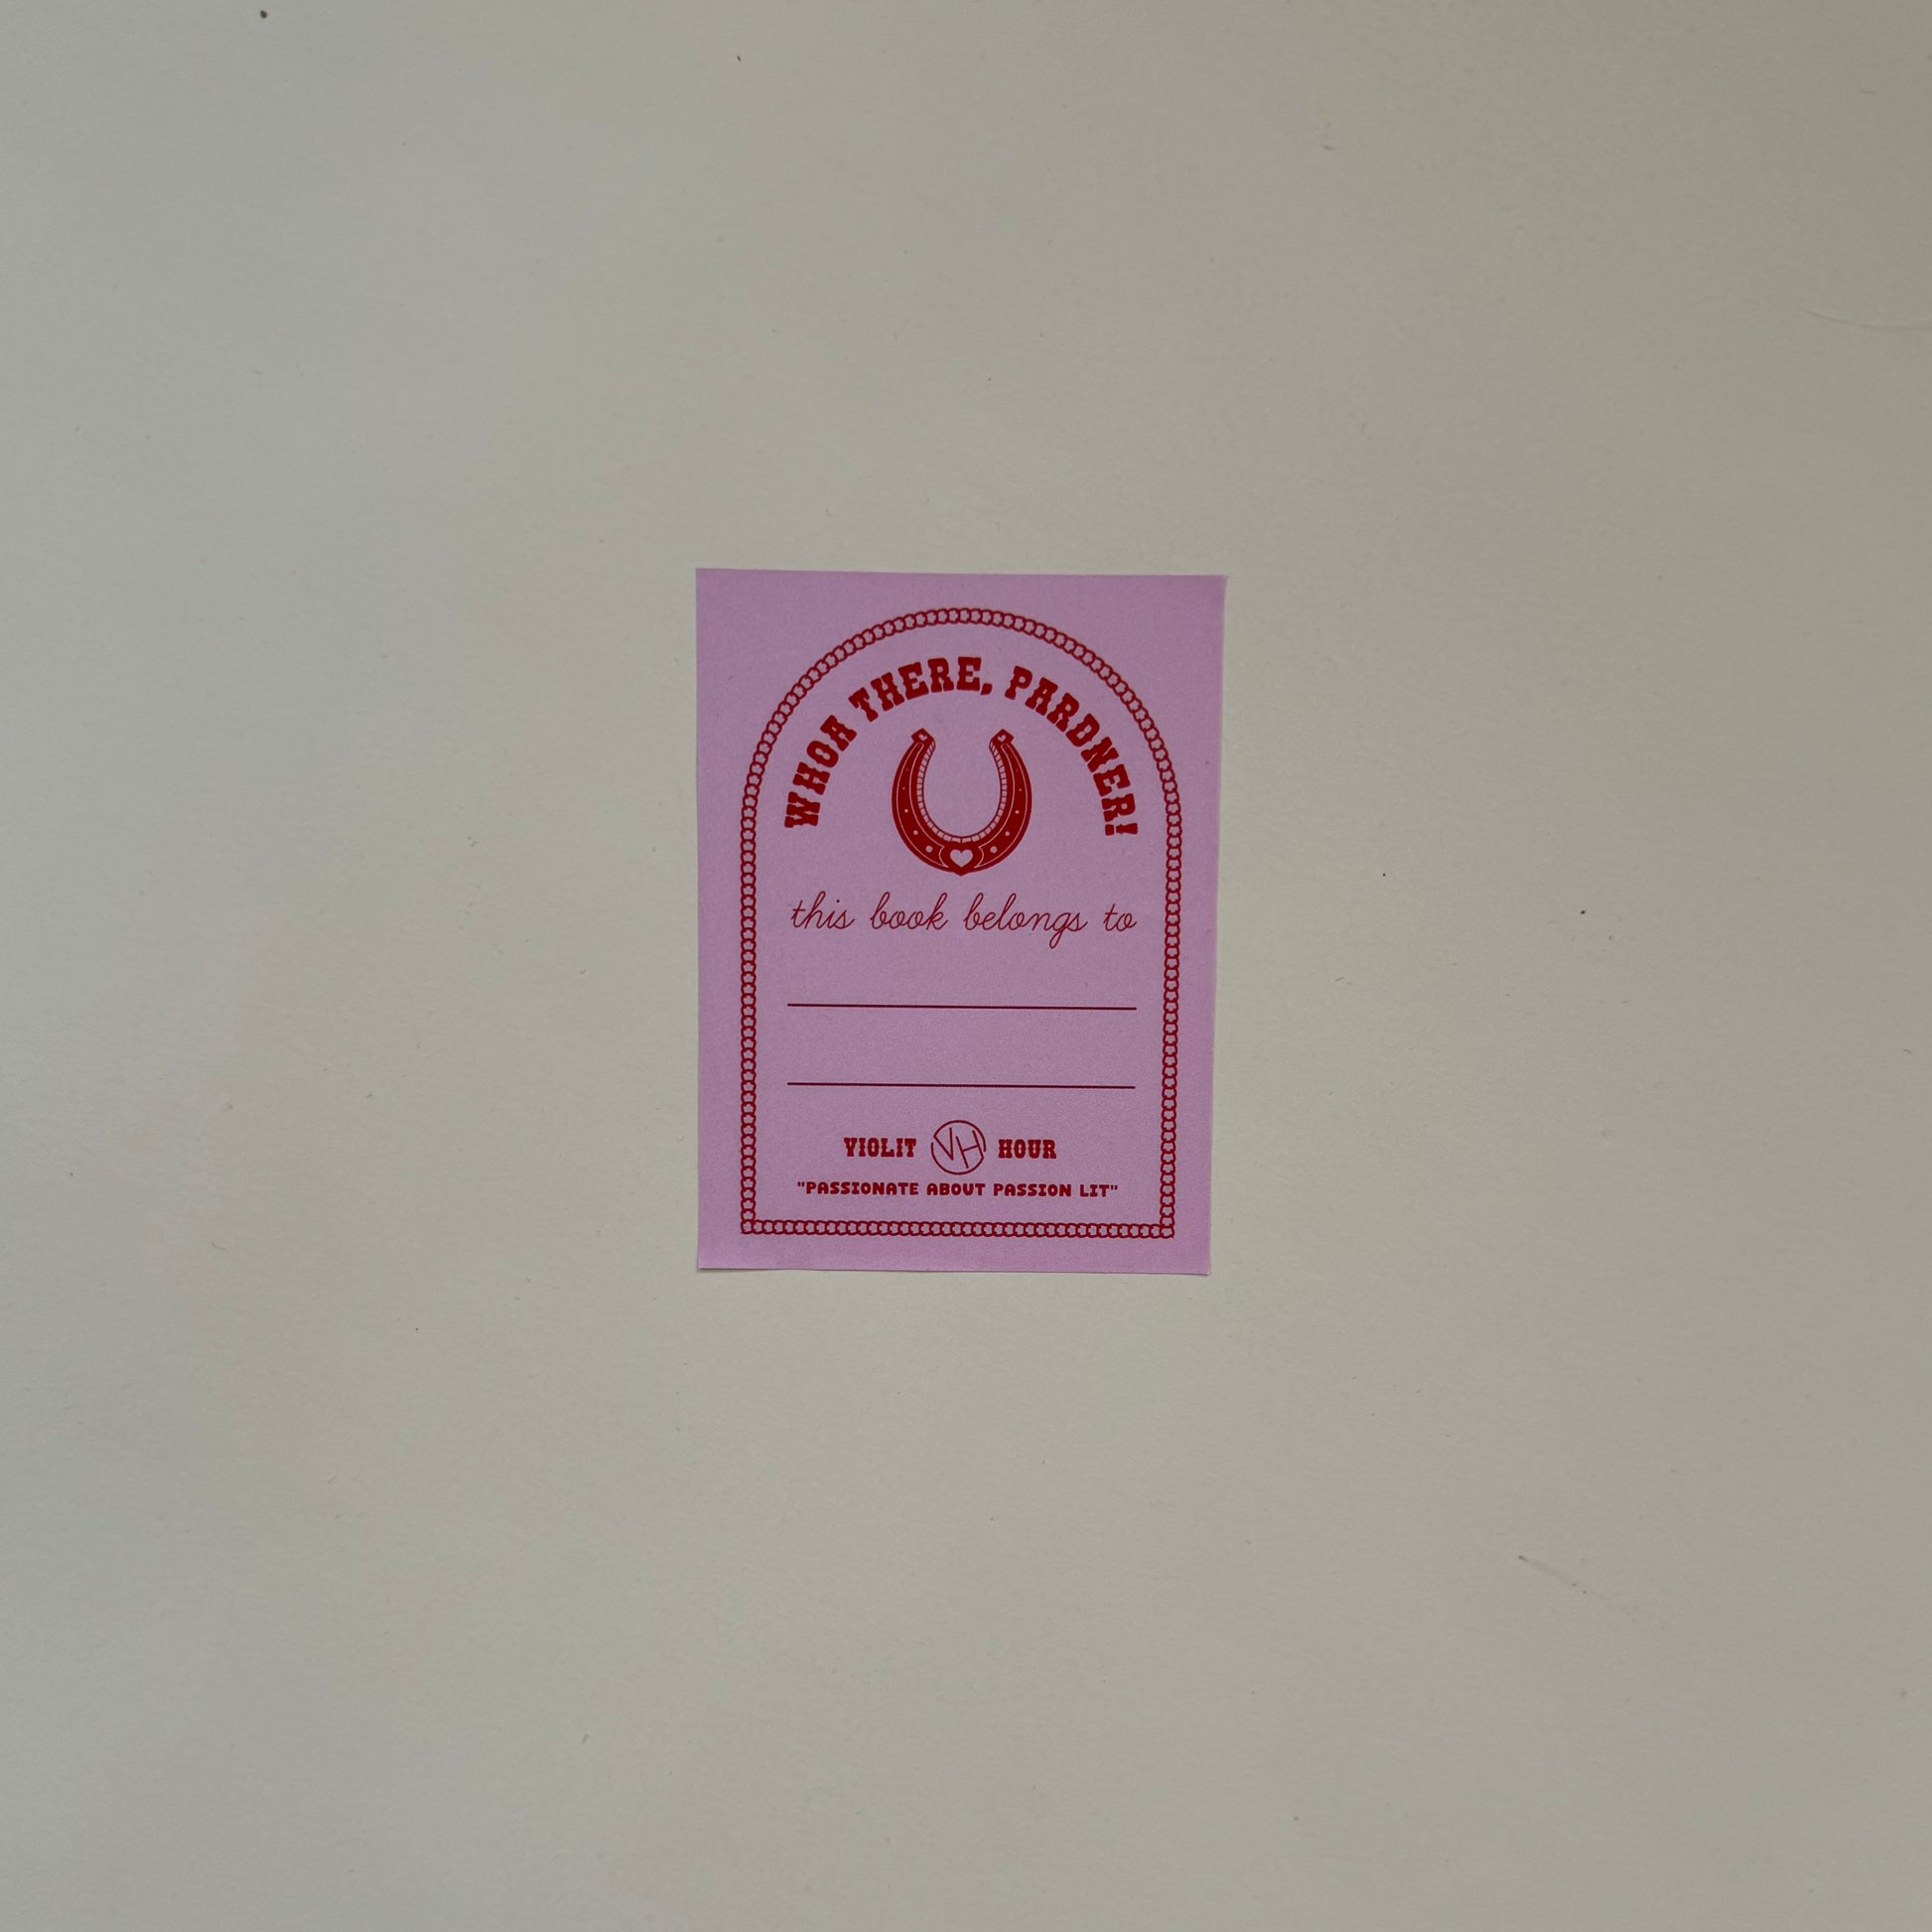 WHOA THERE, PARDNER!
this book belongs to
VIOLIT VH HOUR
"PASSIONATE ABOUT PASSION LIT"